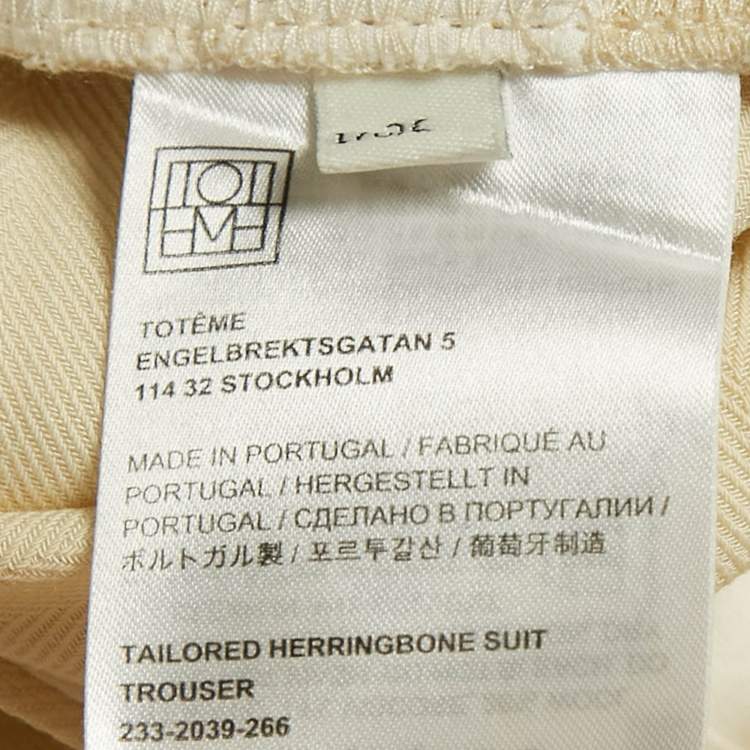 TOTEME
TOTÊME
ENGELBREKTSGATAN 5
114 32 STOCKHOLM
MADE IN PORTUGAL / FABRIQUÉ AU
PORTUGAL / HERGESTELLT IN
PORTUGAL / СДЕЛАНО В ПОРТУГАЛИИ /
ポルトガル製 / 포르투갈산 / 葡萄牙制造
TAILORED HERRINGBONE SUIT
TROUSER
233-2039-266